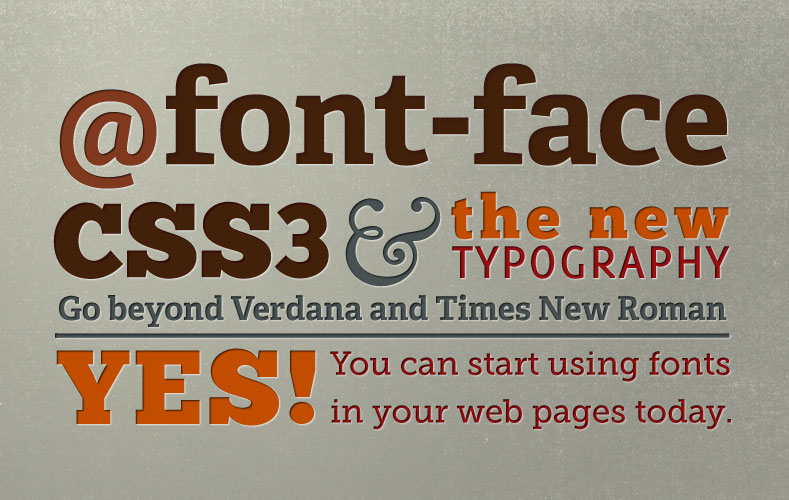 @font-face
CSS3 & the new
TYPOGRAPHY
Go beyond Verdana and Times New Roman
YES! You can start using fonts
in your web pages today.